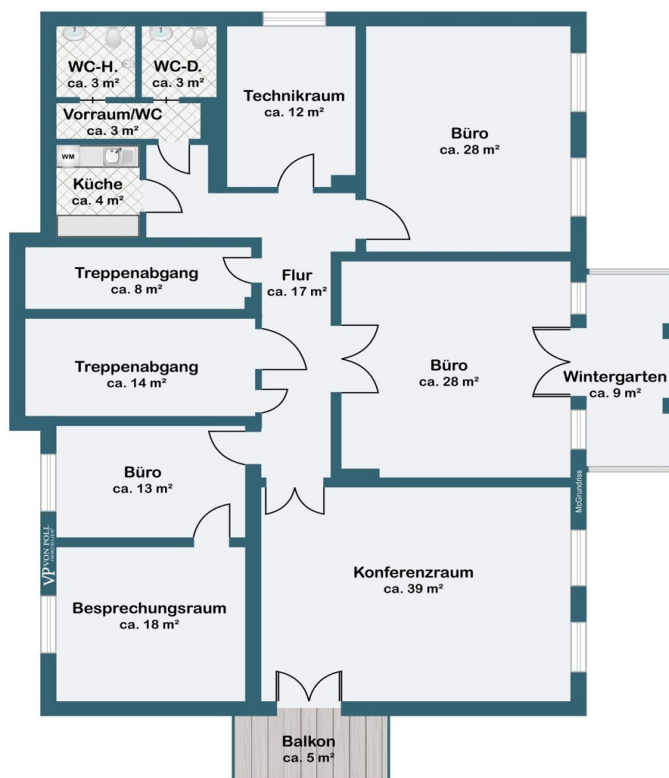 WC-H.
ca. 3 m²
WC-D.
ca. 3 m²
Vorraum/WC
ca. 3 m²
Technikraum
ca. 12 m²
Büro
ca. 28 m²
WM
Küche
ca. 4 m²
Treppenabgang
ca. 8 m²
Flur
ca. 17 m²
Treppenabgang
ca. 14 m²
Büro
ca. 28 m²
Wintergarten
ca. 9 m²
Büro
ca. 13 m²
McGrundriss
VP VON POLL
IMMOBILIEN
Besprechungsraum
ca. 18 m²
Konferenzraum
ca. 39 m²
Balkon
ca. 5 m²